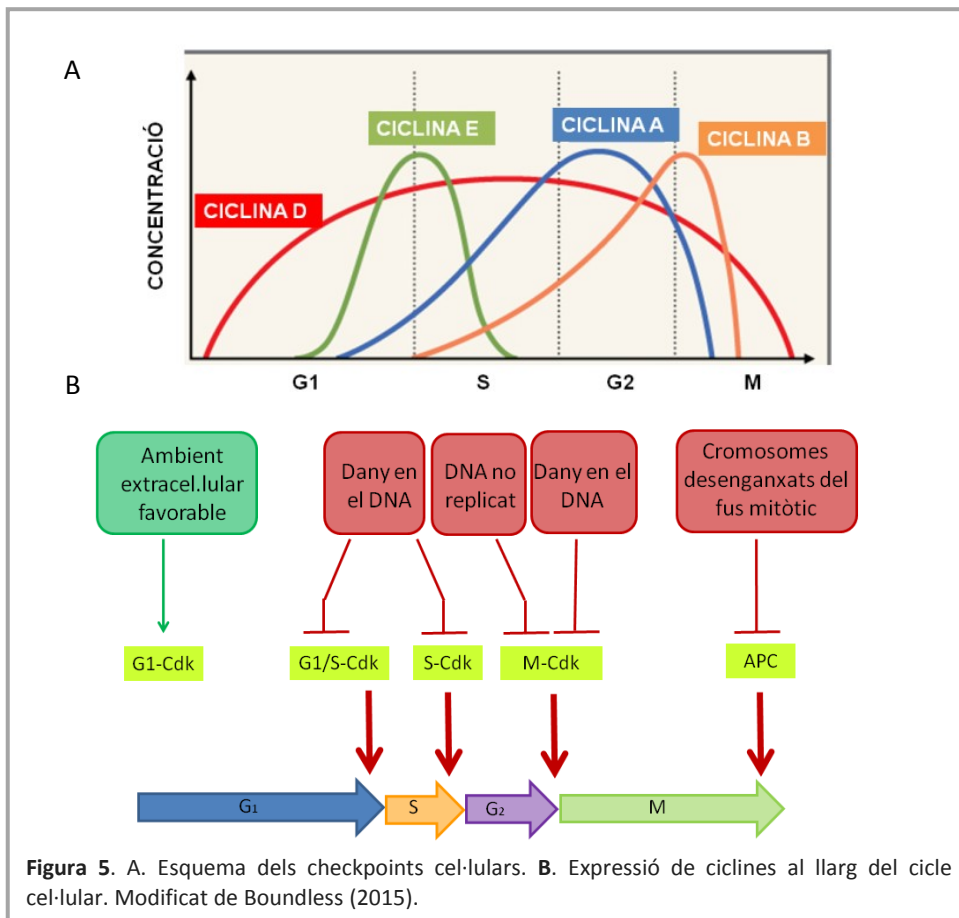 A
CONCENTRACIÓ
CICLINA E
CICLINA A
CICLINA B
CICLINA D
G1
S
G2
M
B
Ambient
extracel.lular
favorable
Dany en
el DNA
DNA no
replicat
Dany en el
DNA
Cromosomes
desenganxats del
fus mitòtic
G1-Cdk
G1/S-Cdk
S-Cdk
M-Cdk
APC
G1
S
G2
M
Figura 5. A. Esquema dels checkpoints cel·lulars. B. Expressió de ciclines al llarg del cicle
cel·lular. Modificat de Boundless (2015).